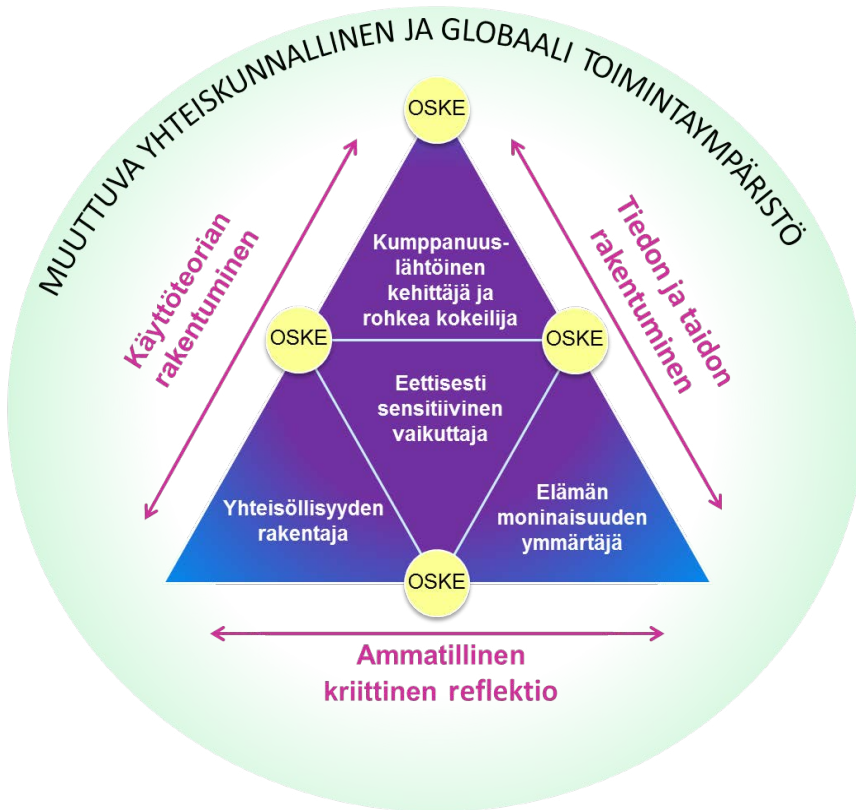 MUUTTUVA YHTEISKUNNALLINEN JA GLOBAALI TOIMINTAYMPÄRISTÖ
OSKE
Käyttöteorian
rakentuminen
Tiedon ja taidon
rakentuminen
Kumppanuus-
lähtöinen
kehittäjä ja
rohkea kokeilija
OSKE
OSKE
Eettisesti
sensitiivinen
vaikuttaja
Yhteisöllisyyden
rakentaja
Elämän
moninaisuuden
ymmärtäjä
OSKE
Ammatillinen
kriittinen reflektio